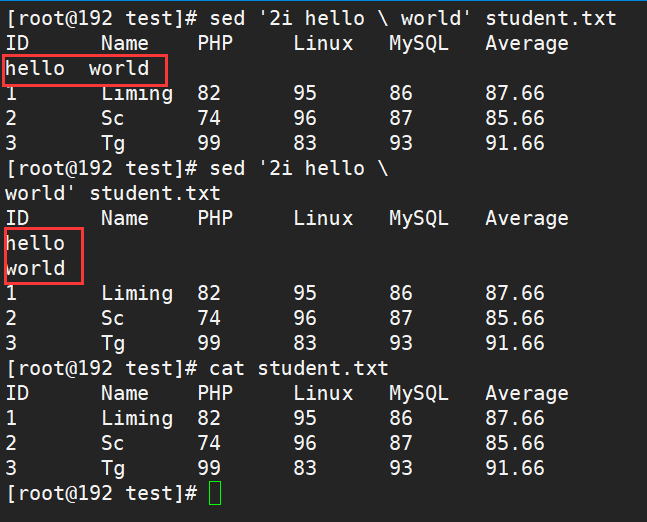 [root@192 test]# sed '2i hello \ world' student.txt
ID      Name    PHP     Linux   MySQL   Average
hello  world
1       Liming  82      95      86      87.66
2       Sc      74      96      87      85.66
3       Tg      99      83      93      91.66
[root@192 test]# sed '2i hello \
world' student.txt
ID      Name    PHP     Linux   MySQL   Average
hello
world
1       Liming  82      95      86      87.66
2       Sc      74      96      87      85.66
3       Tg      99      83      93      91.66
[root@192 test]# cat student.txt
ID      Name    PHP     Linux   MySQL   Average
1       Liming  82      95      86      87.66
2       Sc      74      96      87      85.66
3       Tg      99      83      93      91.66
[root@192 test]#